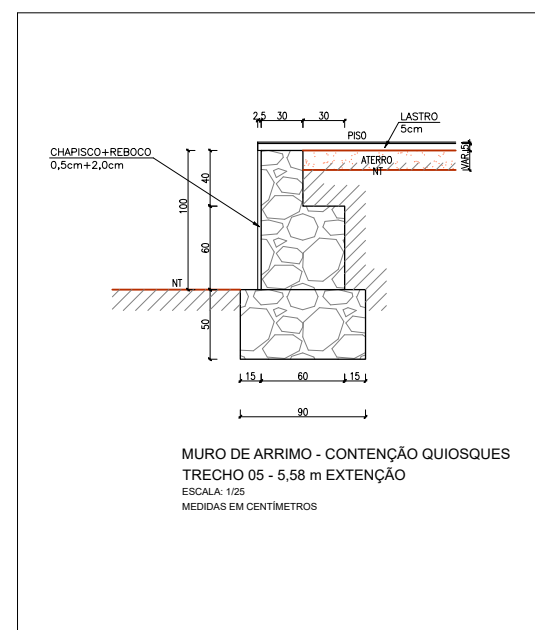 2,5 30 30
LASTRO
5cm
PISO
CHAPISCO+REBOCO
0,5cm+2,0cm
ATERRO
NT
VAR.
5
40
100
60
NT
50
15 60 15
90
MURO DE ARRIMO - CONTENÇÃO QUIOSQUES
TRECHO 05 - 5,58 m EXTENÇÃO
ESCALA: 1/25
MEDIDAS EM CENTÍMETROS